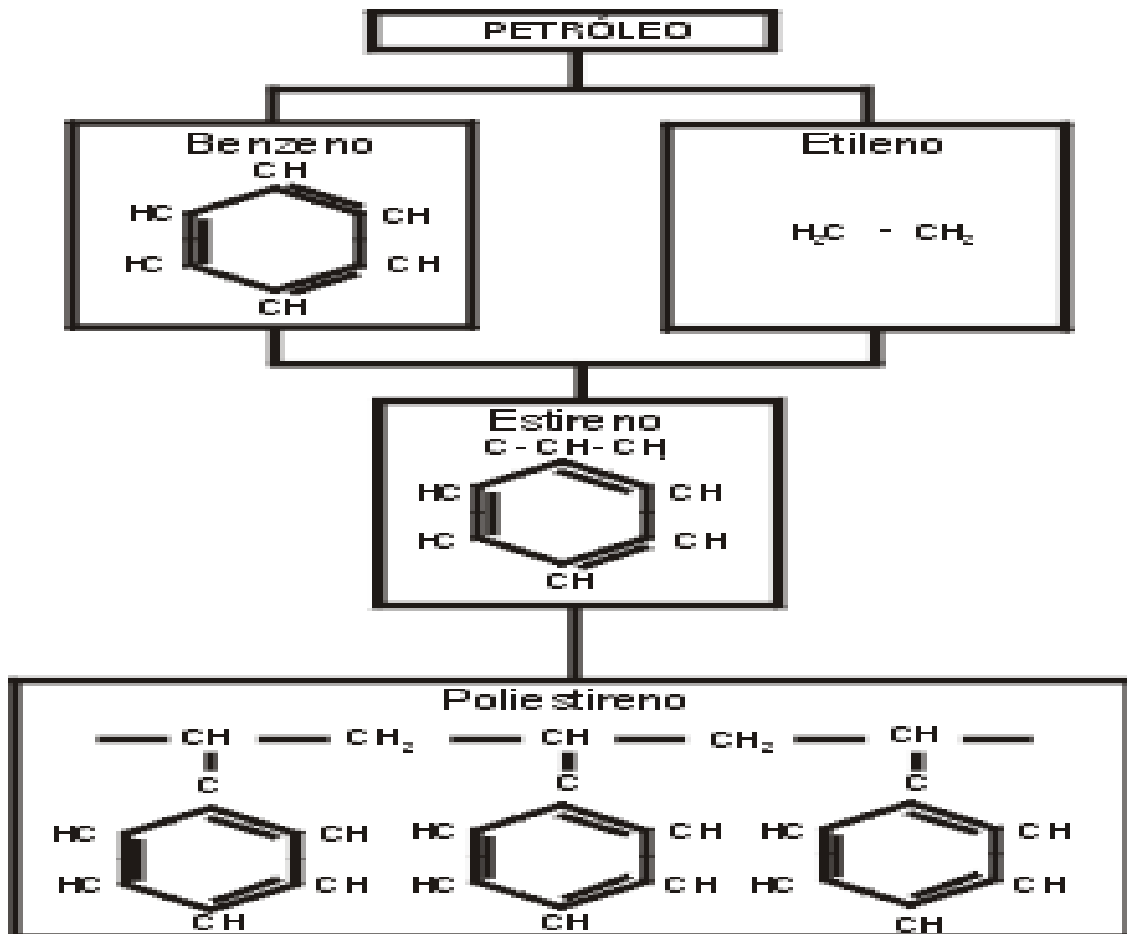 PETRÓLEO
Benzeno
CH
HC CH
HC CH
CH
Etileno
H₂C - CH₂
Estireno
C-CH-CH
HC CH
HC CH
CH
Poliestireno
CH CH₂ CH CH₂ CH
C C C
HC CH HC CH HC CH
HC CH HC CH HC CH
CH CH CH